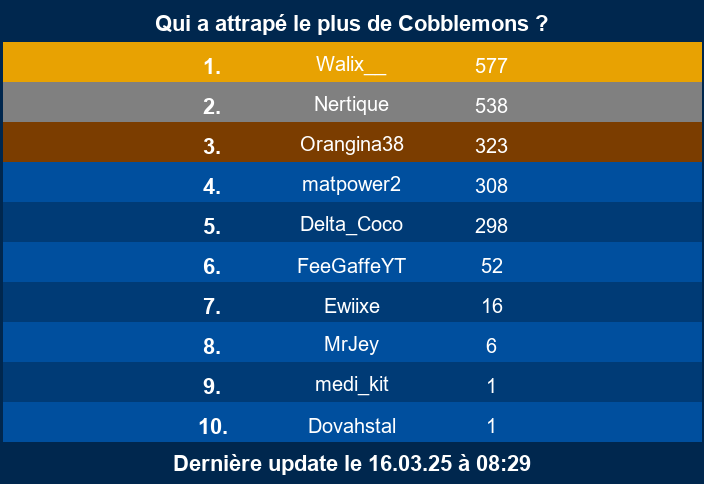 Qui a attrapé le plus de Cobblemons ?
1. Walix__ 577
2. Nertique 538
3. Orangina38 323
4. matpower2 308
5. Delta_Coco 298
6. FeeGaffeYT 52
7. Ewiixe 16
8. MrJey 6
9. medi_kit 1
10. Dovahstal 1
Dernière update le 16.03.25 à 08:29